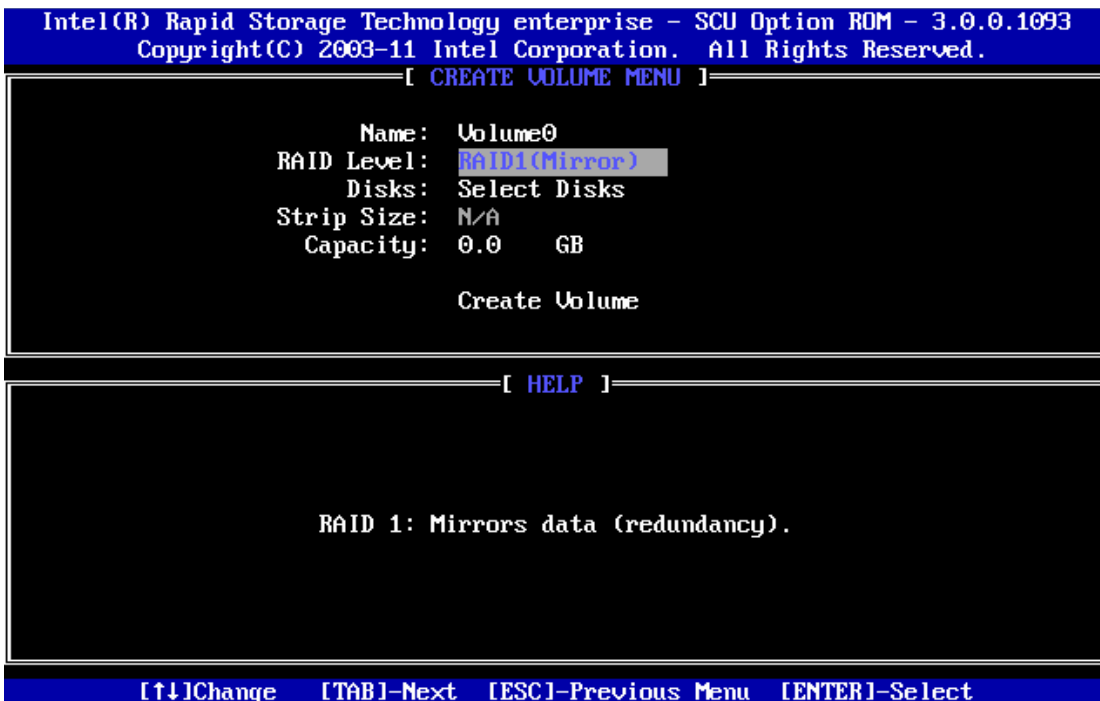 Intel(R) Rapid Storage Technology enterprise - SCU Option ROM - 3.0.0.1093
Copyright(C) 2003-11 Intel Corporation. All Rights Reserved.
[ CREATE VOLUME MENU ]
Name: Volume0
RAID Level: RAID1(Mirror)
Disks: Select Disks
Strip Size: N/A
Capacity: 0.0 GB
Create Volume
[ HELP ]
RAID 1: Mirrors data (redundancy).
[↑↓]Change [TAB]-Next [ESC]-Previous Menu [ENTER]-Select